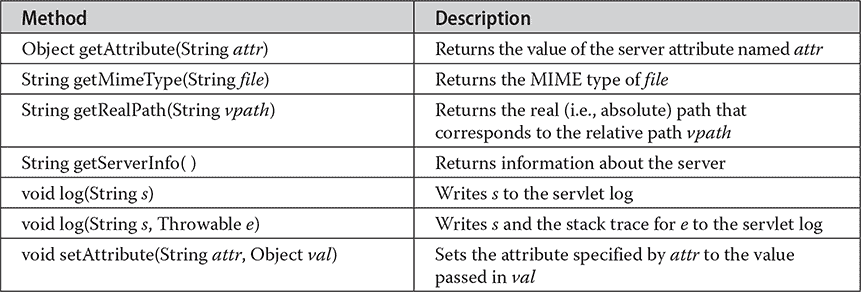 Method Description
Object getAttribute(String attr) Returns the value of the server attribute named attr
String getMimeType(String file) Returns the MIME type of file
String getRealPath(String vpath) Returns the real (i.e., absolute) path that
corresponds to the relative path vpath
String getServerInfo( ) Returns information about the server
void log(String s) Writes s to the servlet log
void log(String s, Throwable e) Writes s and the stack trace for e to the servlet log
void setAttribute(String attr, Object val) Sets the attribute specified by attr to the value
passed in val